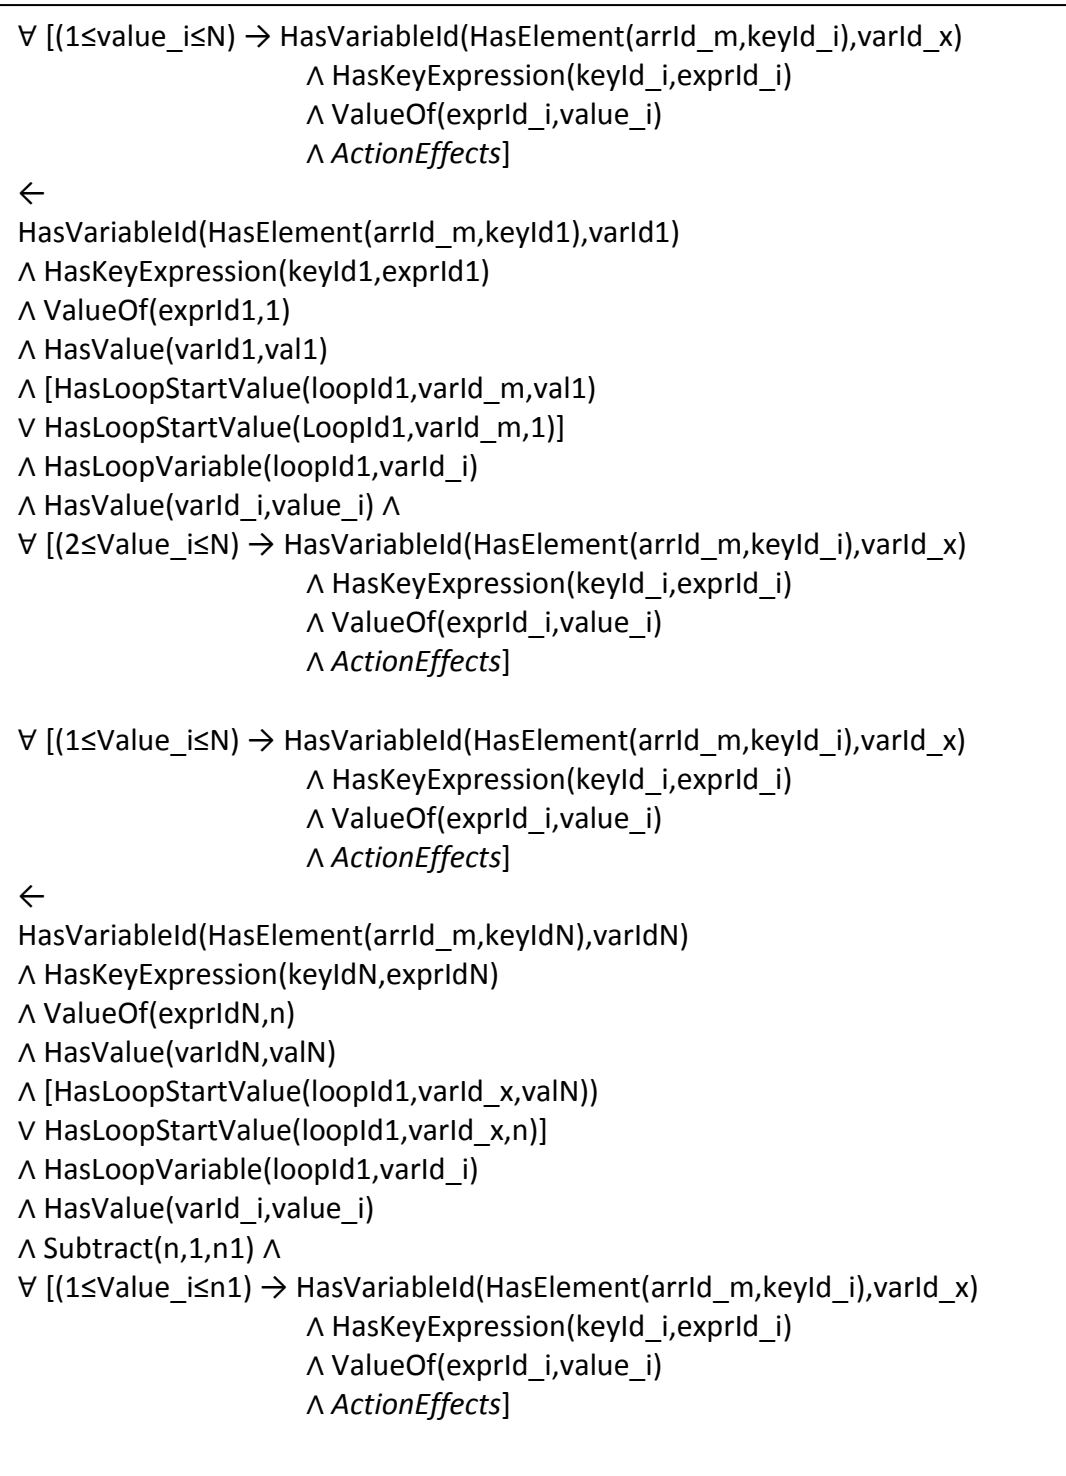 ∀ [(1≤value_i≤N) → HasVariableId(HasElement(arrId_m,keyId_i),varId_x)
∧ HasKeyExpression(keyId_i,exprId_i)
∧ ValueOf(exprId_i,value_i)
∧ ActionEffects]
←
HasVariableId(HasElement(arrId_m,keyId1),varId1)
∧ HasKeyExpression(keyId1,exprId1)
∧ ValueOf(exprId1,1)
∧ HasValue(varId1,val1)
∧ [HasLoopStartValue(loopId1,varId_m,val1)
∨ HasLoopStartValue(LoopId1,varId_m,1)]
∧ HasLoopVariable(loopId1,varId_i)
∧ HasValue(varId_i,value_i) ∧
∀ [(2≤Value_i≤N) → HasVariableId(HasElement(arrId_m,keyId_i),varId_x)
∧ HasKeyExpression(keyId_i,exprId_i)
∧ ValueOf(exprId_i,value_i)
∧ ActionEffects]
∀ [(1≤Value_i≤N) → HasVariableId(HasElement(arrId_m,keyId_i),varId_x)
∧ HasKeyExpression(keyId_i,exprId_i)
∧ ValueOf(exprId_i,value_i)
∧ ActionEffects]
←
HasVariableId(HasElement(arrId_m,keyIdN),varIdN)
∧ HasKeyExpression(keyIdN,exprIdN)
∧ ValueOf(exprIdN,n)
∧ HasValue(varIdN,valN)
∧ [HasLoopStartValue(loopId1,varId_x,valN))
∨ HasLoopStartValue(loopId1,varId_x,n)]
∧ HasLoopVariable(loopId1,varId_i)
∧ HasValue(varId_i,value_i)
∧ Subtract(n,1,n1) ∧
∀ [(1≤Value_i≤n1) → HasVariableId(HasElement(arrId_m,keyId_i),varId_x)
∧ HasKeyExpression(keyId_i,exprId_i)
∧ ValueOf(exprId_i,value_i)
∧ ActionEffects]